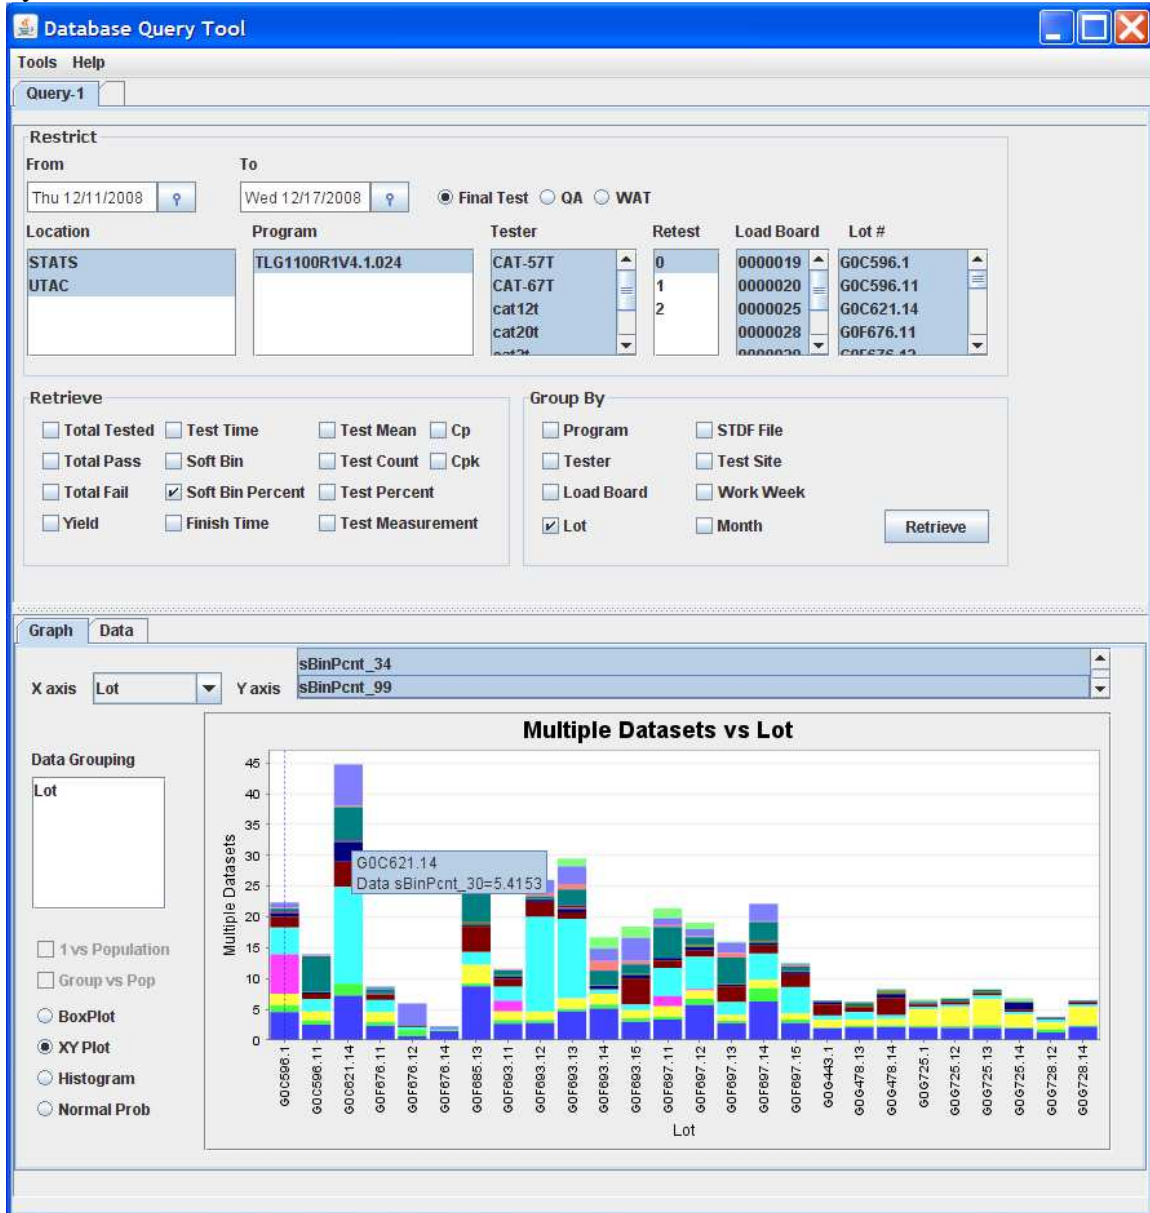 Database Query Tool
Tools Help
Query-1
Restrict
From To
Thu 12/11/2008 Wed 12/17/2008 Final Test QA WAT
Location Program Tester Retest Load Board Lot #
STATS TLG1100R1V4.1.024 CAT-57T 0 0000019 G0C596.1
UTAC CAT-67T 1 0000020 G0C596.11
cat12t 2 0000025 G0C621.14
cat20t 0000028 G0F676.11
Retrieve Group By
Total Tested Test Time Test Mean Cp Program STDF File
Total Pass Soft Bin Test Count Cpk Tester Test Site
Total Fail Soft Bin Percent Test Percent Load Board Work Week
Yield Finish Time Test Measurement Lot Month Retrieve
Graph Data
sBinPcnt_34
X axis Lot Y axis sBinPcnt_99
Multiple Datasets vs Lot
Data Grouping
Lot
1 vs Population
Group vs Pop
BoxPlot
XY Plot
Histogram
Normal Prob
Multiple Datasets
45
40
35
30
25
20
15
10
5
0
G0C621.14
Data sBinPcnt_30=5.4153
G0C596.1
G0C596.11
G0C621.14
G0F676.11
G0F676.12
G0F676.14
G0F685.13
G0F693.11
G0F693.12
G0F693.13
G0F693.14
G0F693.15
G0F697.11
G0F697.12
G0F697.13
G0F697.14
G0F697.15
G0G443.1
G0G478.13
G0G478.14
G0G725.1
G0G725.12
G0G725.13
G0G725.14
G0G728.12
G0G728.14
Lot